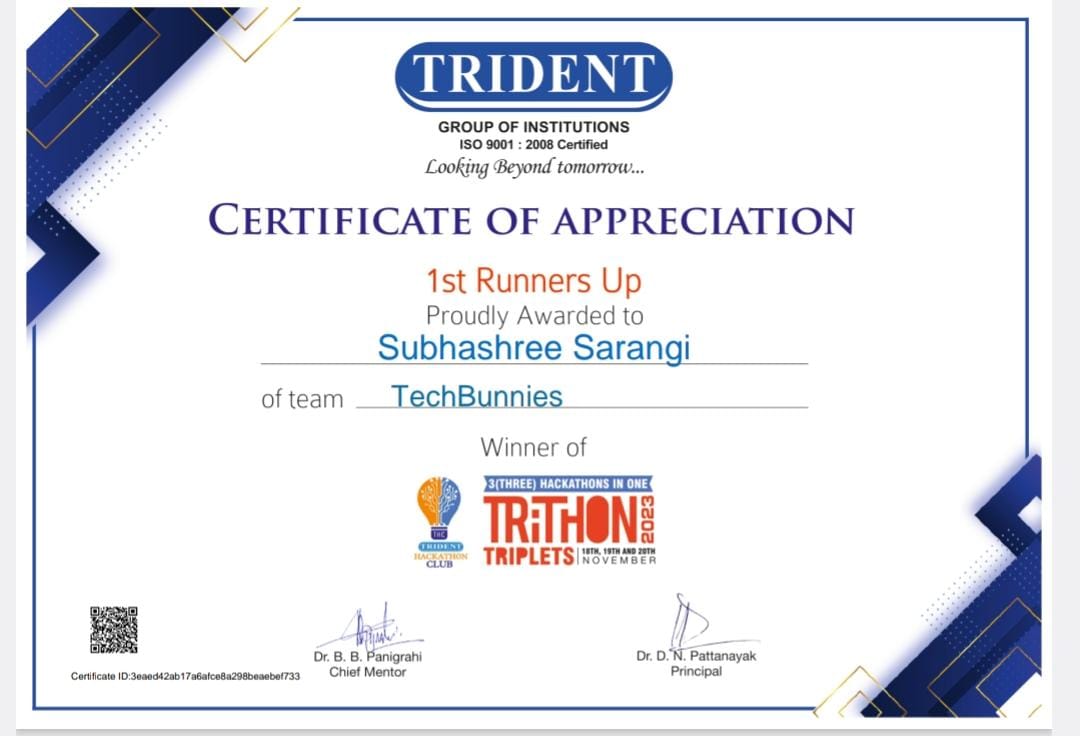 TRIDENT
GROUP OF INSTITUTIONS
ISO 9001 : 2008 Certified
Looking Beyond tomorrow...
CERTIFICATE OF APPRECIATION
1st Runners Up
Proudly Awarded to
Subhashree Sarangi
of team TechBunnies
Winner of
THC
TRIDENT
HACKATHON
CLUB
3(THREE) HACKATHONS IN ONE
TRiTHON 2023
TRIPLETS 18TH, 19TH AND 20TH
NOVEMBER
Dr. B. B. Panigrahi
Chief Mentor
Dr. D. N. Pattanayak
Principal
Certificate ID:3eaed42ab17a6afce8a298beaebef733